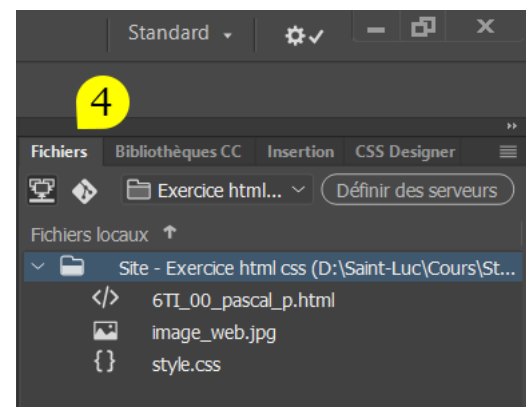 Standard
4
Fichiers Bibliothèques CC Insertion CSS Designer
Exercice html... Définir des serveurs
Fichiers locaux
Site - Exercice html css (D:\Saint-Luc\Cours\St...
6TI_00_pascal_p.html
image_web.jpg
style.css